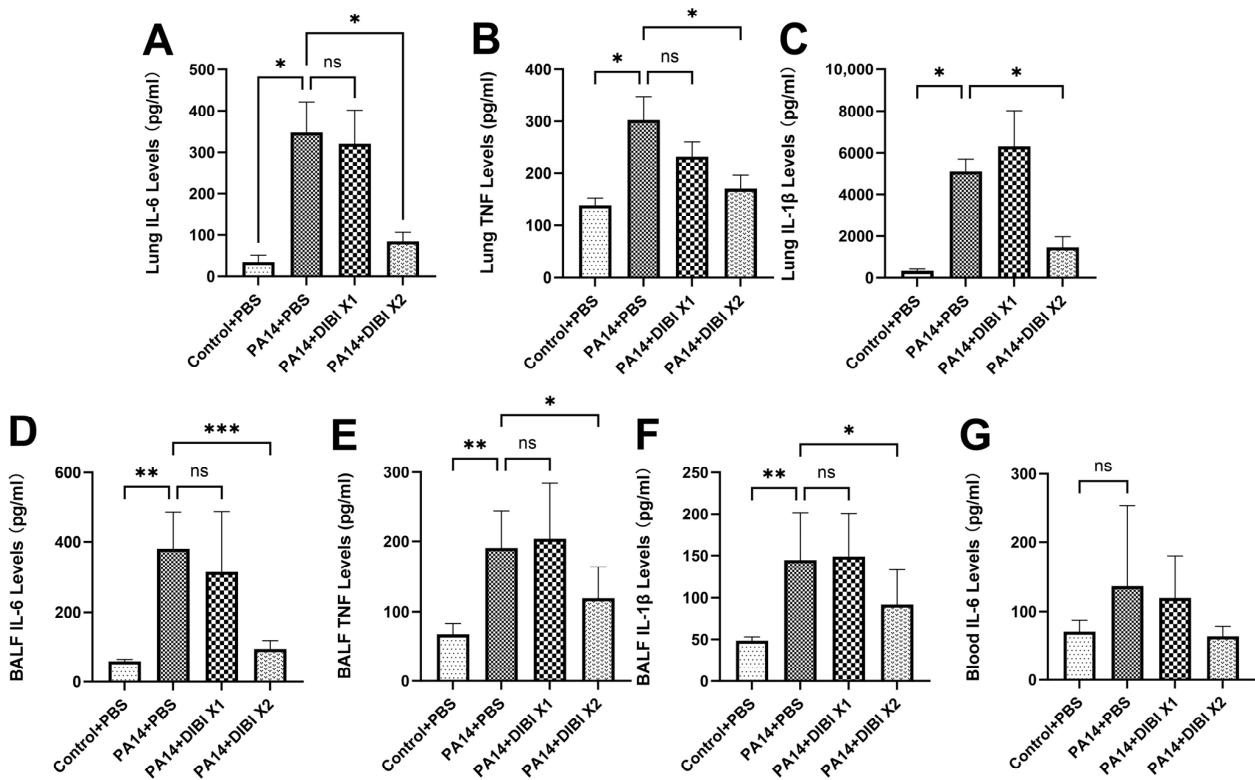 A
Lung IL-6 Levels (pg/ml)
500
400
300
200
100
0
*
ns
*
Control+PBS
PA14+PBS
PA14+DIBI X1
PA14+DIBI X2
B
Lung TNF Levels (pg/ml)
400
300
200
100
0
*
ns
*
Control+PBS
PA14+PBS
PA14+DIBI X1
PA14+DIBI X2
C
Lung IL-1β Levels (pg/ml)
10,000
8000
6000
4000
2000
0
*
*
Control+PBS
PA14+PBS
PA14+DIBI X1
PA14+DIBI X2
D
BALF IL-6 Levels (pg/ml)
600
400
200
0
**
ns
***
Control+PBS
PA14+PBS
PA14+DIBI X1
PA14+DIBI X2
E
BALF TNF Levels (pg/ml)
300
200
100
0
**
ns
*
Control+PBS
PA14+PBS
PA14+DIBI X1
PA14+DIBI X2
F
BALF IL-1β Levels (pg/ml)
250
200
150
100
50
0
**
ns
*
Control+PBS
PA14+PBS
PA14+DIBI X1
PA14+DIBI X2
G
Blood IL-6 Levels (pg/ml)
300
200
100
0
ns
Control+PBS
PA14+PBS
PA14+DIBI X1
PA14+DIBI X2